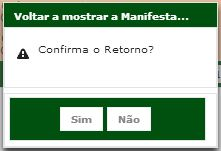 Voltar a mostrar a Manifesta...
Confirma o Retorno?
Sim Não